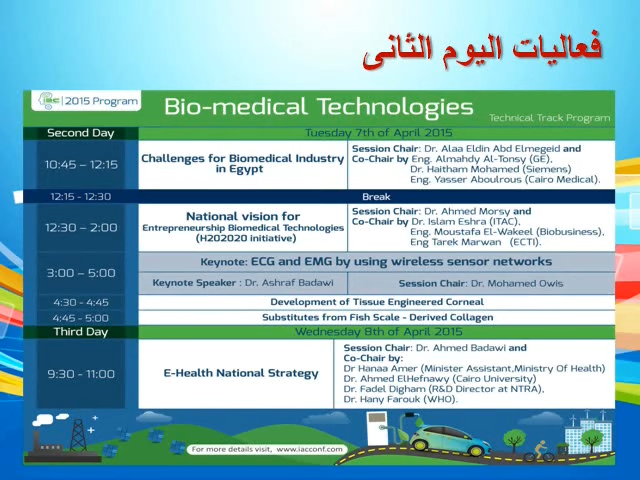 فعاليات اليوم الثانى
iac 2015 Program
Bio-medical Technologies
Technical Track Program
Second Day
Tuesday 7th of April 2015
10:45 – 12:15
Challenges for Biomedical Industry
in Egypt
Session Chair: Dr. Alaa Eldin Abd Elmegeid and
Co-Chair by Eng. Almahdy Al-Tonsy (GE),
Dr. Haitham Mohamed (Siemens)
Eng. Yasser Aboulrous (Cairo Medical).
12:15 - 12:30
Break
12:30 – 2:00
National vision for
Entrepreneurship Biomedical Technologies
(H202020 initiative)
Session Chair: Dr. Ahmed Morsy and
Co-Chair by Dr. Islam Eshra (ITAC),
Eng. Moustafa El-Wakeel (Biobusiness),
Eng Tarek Marwan (ECTI).
3:00 – 5:00
Keynote: ECG and EMG by using wireless sensor networks
Keynote Speaker : Dr. Ashraf Badawi
Session Chair: Dr. Mohamed Owis
4:30 - 4:45
Development of Tissue Engineered Corneal
4:45 - 5:00
Substitutes from Fish Scale - Derived Collagen
Third Day
Wednesday 8th of April 2015
9:30 - 11:00
E-Health National Strategy
Session Chair: Dr. Ahmed Badawi and
Co-Chair by:
Dr Hanaa Amer (Minister Assistant,Ministry Of Health)
Dr. Ahmed ElHefnawy (Cairo University)
Dr. Fadel Digham (R&D Director at NTRA),
Dr. Hany Farouk (WHO).
For more details visit, www.iacconf.com